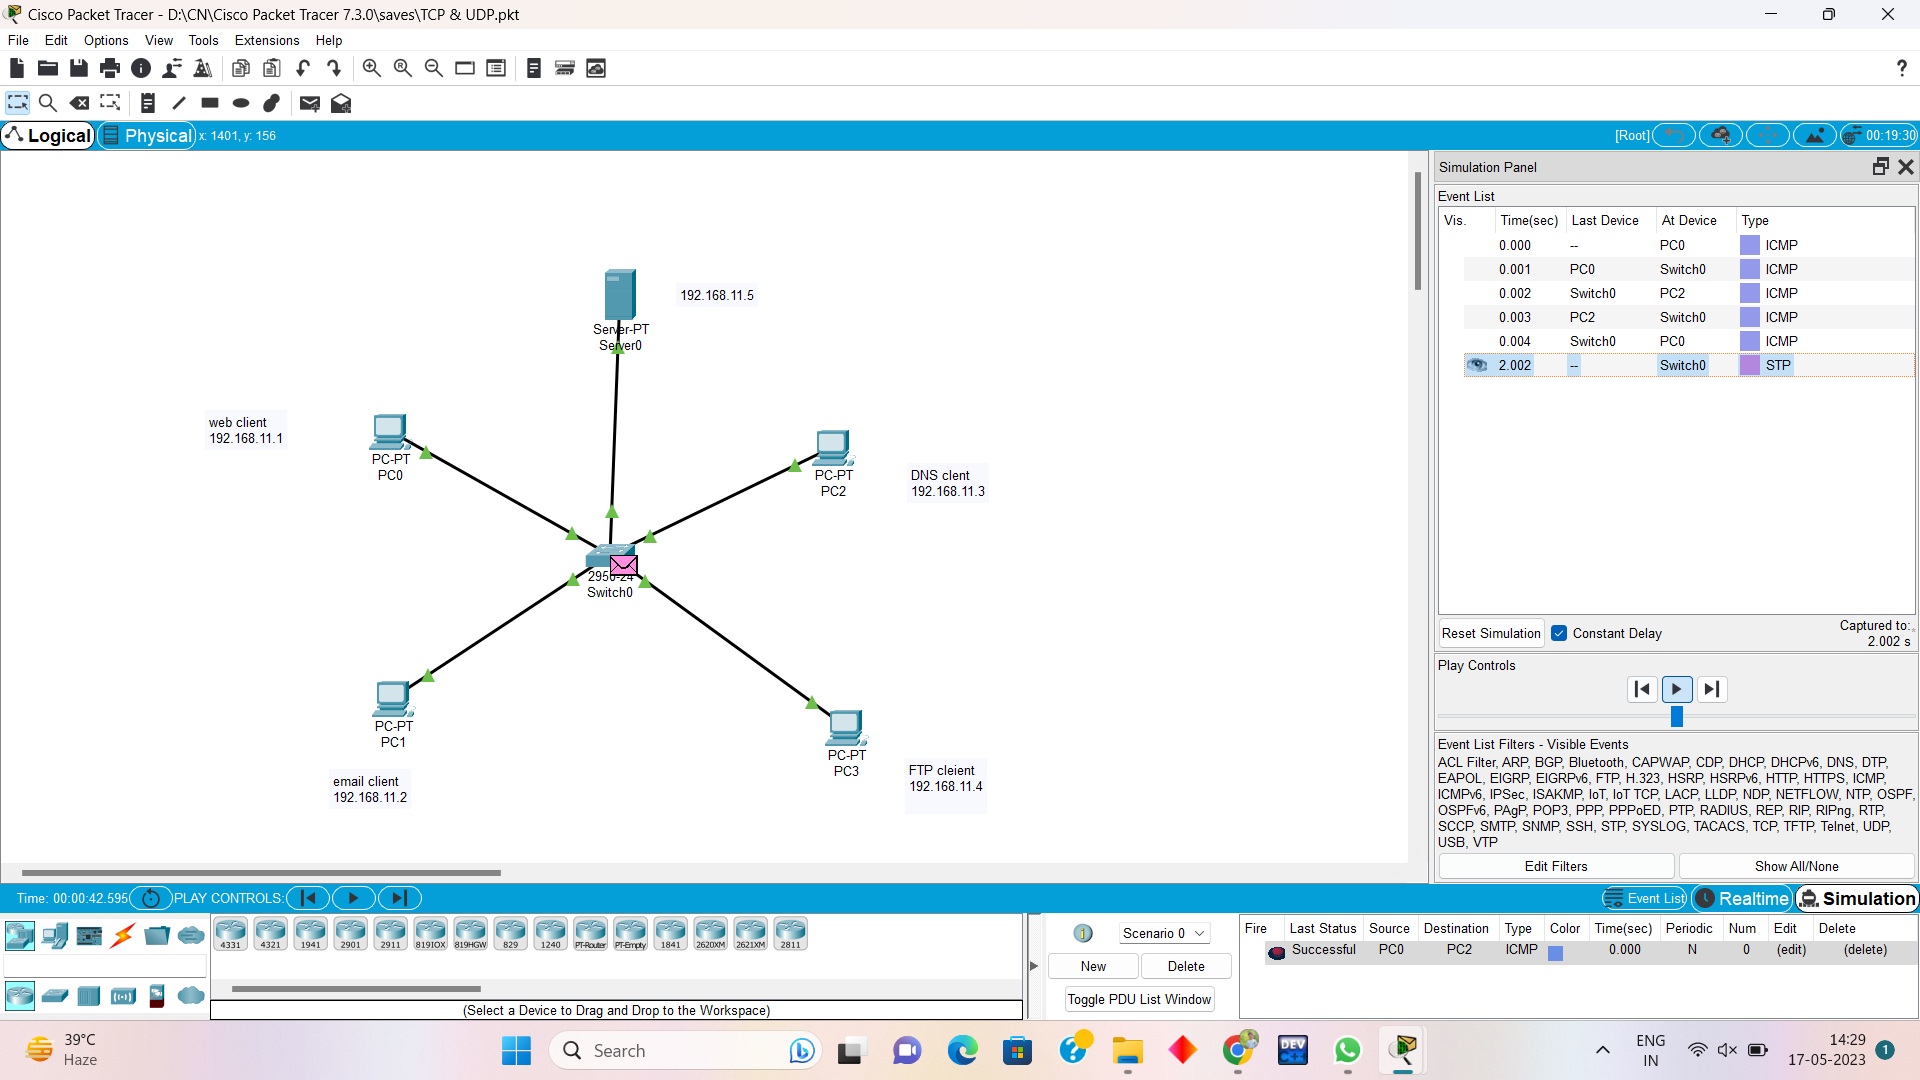 Cisco Packet Tracer - D:\CN\Cisco Packet Tracer 7.3.0\saves\TCP & UDP.pkt
File Edit Options View Tools Extensions Help
Logical Physical x: 1401, y: 156 [Root] 00:19:30
Simulation Panel
Event List
Vis. Time(sec) Last Device At Device Type
0.000 -- PC0 ICMP
0.001 PC0 Switch0 ICMP
0.002 Switch0 PC2 ICMP
0.003 PC2 Switch0 ICMP
0.004 Switch0 PC0 ICMP
2.002 -- Switch0 STP
192.168.11.5
Server-PT
Server0
web client
192.168.11.1
PC-PT
PC0
PC-PT
PC2
DNS clent
192.168.11.3
2950-24
Switch0
PC-PT
PC1
email client
192.168.11.2
PC-PT
PC3
FTP cleient
192.168.11.4
Reset Simulation Constant Delay
Captured to:
2.002 s
Play Controls
Event List Filters - Visible Events
ACL Filter, ARP, BGP, Bluetooth, CAPWAP, CDP, DHCP, DHCPv6, DNS, DTP,
EAPOL, EIGRP, EIGRPv6, FTP, H.323, HSRP, HSRPv6, HTTP, HTTPS, ICMP,
ICMPv6, IPSec, ISAKMP, IoT, IoT TCP, LACP, LLDP, NDP, NETFLOW, NTP, OSPF,
OSPFv6, PAgP, POP3, PPP, PPPoED, PTP, RADIUS, REP, RIP, RIPng, RTP,
SCCP, SMTP, SNMP, SSH, STP, SYSLOG, TACACS, TCP, TFTP, Telnet, UDP,
USB, VTP
Edit Filters Show All/None
Time: 00:00:42.595 PLAY CONTROLS: Event List Realtime Simulation
4331 4321 1941 2901 2911 819IOX 819HGW 829 1240 PT-Router PT-Empty 1841 2620XM 2621XM 2811
(Select a Device to Drag and Drop to the Workspace)
Scenario 0
New Delete
Toggle PDU List Window
Fire Last Status Source Destination Type Color Time(sec) Periodic Num Edit Delete
Successful PC0 PC2 ICMP 0.000 N 0 (edit) (delete)
39°C
Haze
Search
DEV
C++
ENG
IN
14:29
17-05-2023
1